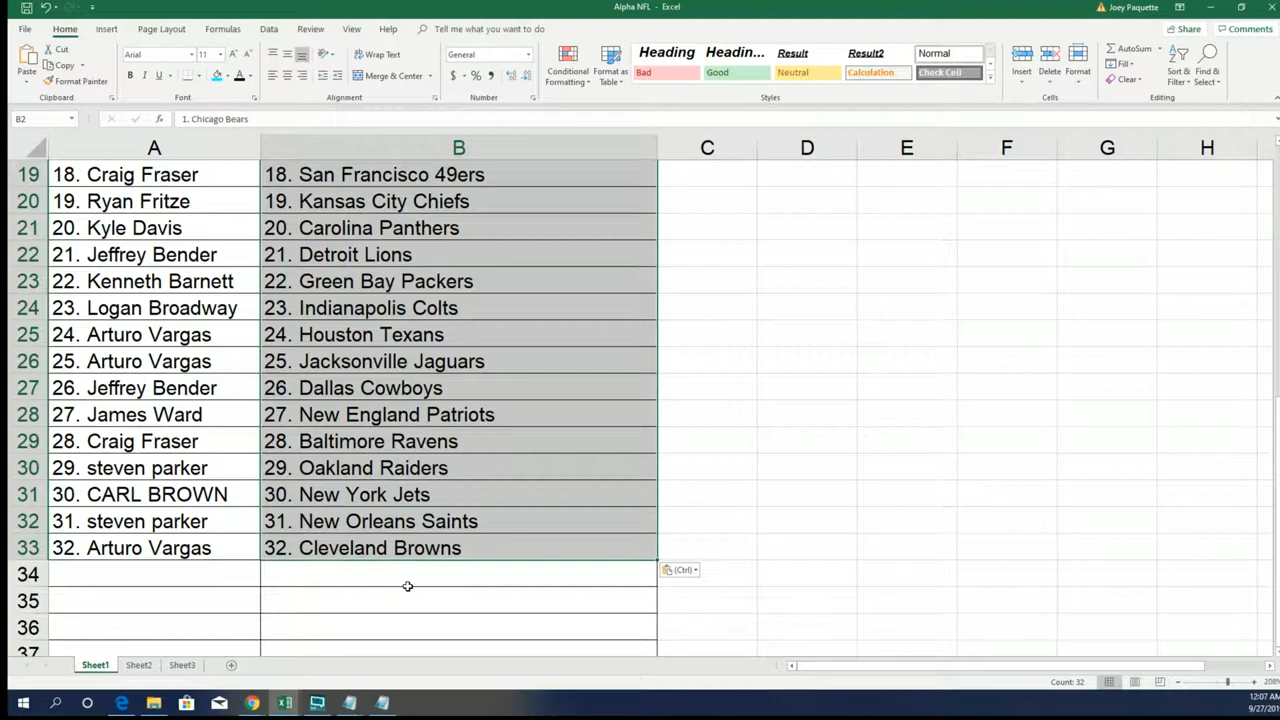 Alpha NFL - Excel
Joey Paquette
File Home Insert Page Layout Formulas Data Review View Help Tell me what you want to do Share Comments
Paste Cut Copy Format Painter Clipboard
Arial 11 B I U A Font
Wrap Text Merge & Center Alignment
General $ % Number
Conditional Formatting Format as Table
Heading Headin... Result Result2 Normal
Bad Good Neutral Calculation Check Cell
Styles
Insert Delete Format Cells
AutoSum Fill Clear Sort & Filter Find & Select Editing
B2 fx 1. Chicago Bears
A B C D E F G H
19 18. Craig Fraser 18. San Francisco 49ers
20 19. Ryan Fritze 19. Kansas City Chiefs
21 20. Kyle Davis 20. Carolina Panthers
22 21. Jeffrey Bender 21. Detroit Lions
23 22. Kenneth Barnett 22. Green Bay Packers
24 23. Logan Broadway 23. Indianapolis Colts
25 24. Arturo Vargas 24. Houston Texans
26 25. Arturo Vargas 25. Jacksonville Jaguars
27 26. Jeffrey Bender 26. Dallas Cowboys
28 27. James Ward 27. New England Patriots
29 28. Craig Fraser 28. Baltimore Ravens
30 29. steven parker 29. Oakland Raiders
31 30. CARL BROWN 30. New York Jets
32 31. steven parker 31. New Orleans Saints
33 32. Arturo Vargas 32. Cleveland Browns
34 (Ctrl)
35
36
37
Sheet1 Sheet2 Sheet3
Count: 32 208%
12:07 AM